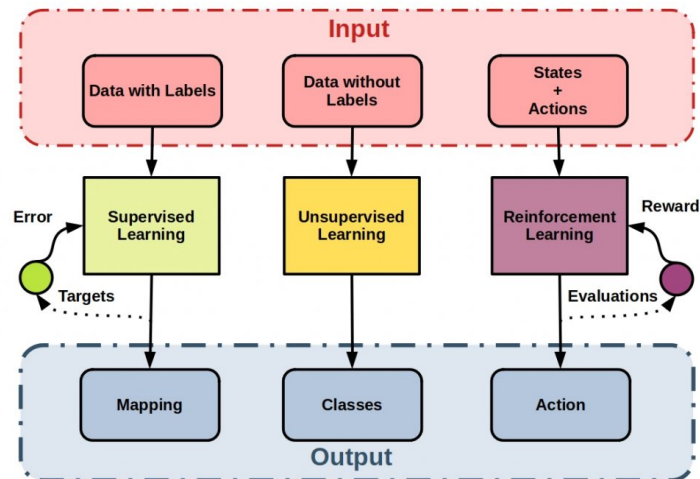 Input
Data with Labels
Data without
Labels
States
+
Actions
Error
Supervised
Learning
Unsupervised
Learning
Reinforcement
Learning
Reward
Targets
Evaluations
Mapping
Classes
Action
Output